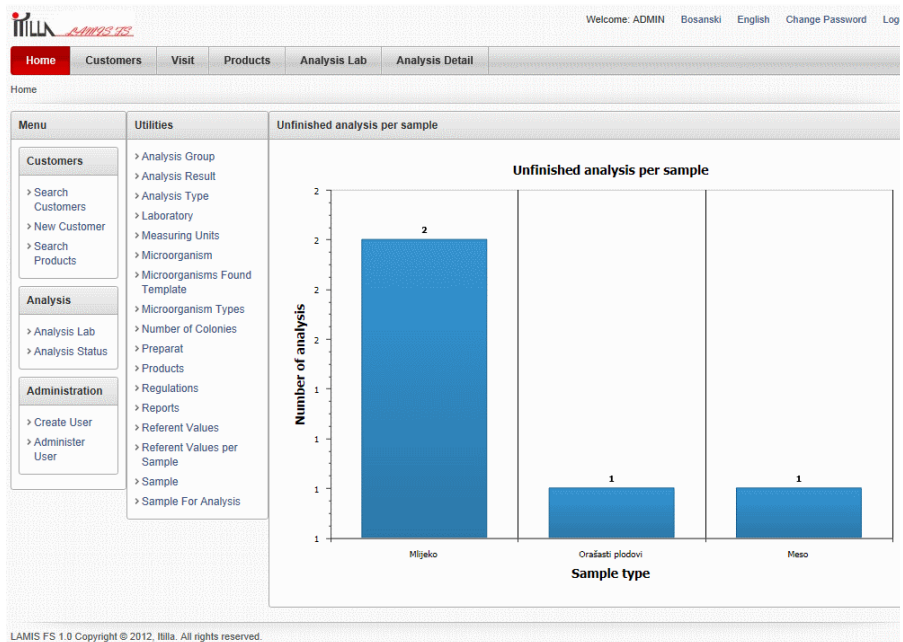 ITILLA LAMIS FS
Welcome: ADMIN Bosanski English Change Password Log
Home Customers Visit Products Analysis Lab Analysis Detail
Home
Menu
Customers
Search
Customers
New Customer
Search
Products
Analysis
Analysis Lab
Analysis Status
Administration
Create User
Administer
User
Utilities
Analysis Group
Analysis Result
Analysis Type
Laboratory
Measuring Units
Microorganism
Microorganisms Found
Template
Microorganism Types
Number of Colonies
Preparat
Products
Regulations
Reports
Referent Values
Referent Values per
Sample
Sample
Sample For Analysis
Unfinished analysis per sample
Unfinished analysis per sample
Number of analysis
2
2
2
2
1
1
1
1
2
1
1
Mlijeko Orašasti plodovi Meso
Sample type
LAMIS FS 1.0 Copyright © 2012, Itilla. All rights reserved.